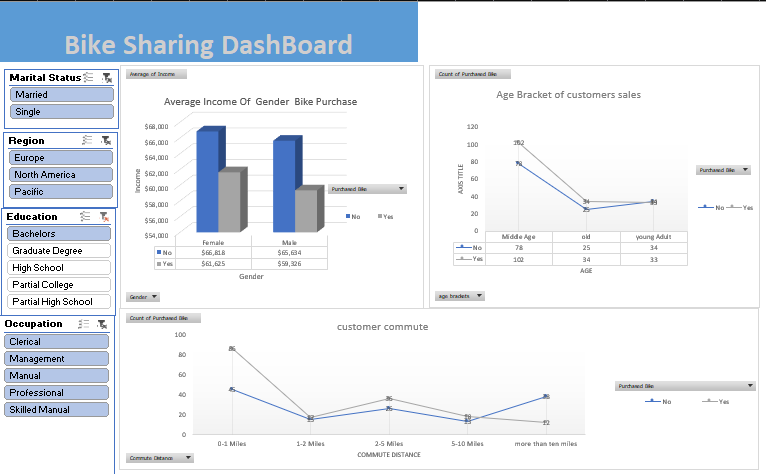 Bike Sharing DashBoard
Marital Status
Married
Single
Region
Europe
North America
Pacific
Education
Bachelors
Graduate Degree
High School
Partial College
Partial High School
Occupation
Clerical
Management
Manual
Professional
Skilled Manual
Average of Income
Average Income Of Gender Bike Purchase
$68,000
$66,000
$64,000
$62,000
$60,000
$58,000
$56,000
$54,000
Income
Female Male
No $66,818 $65,634
Yes $61,625 $59,326
Gender
Purchased Bike
No Yes
Gender
Count of Purchased Bike
Age Bracket of customers sales
120
100
80
60
40
20
0
AXIS TITLE
102
78
34
25
Middle Age old young Adult
No 78 25 34
Yes 102 34 33
AGE
Purchased Bike
No Yes
age brackets
Count of Purchased Bike
customer commute
100
80
60
40
20
0
86
45
36
26
0-1 Miles 1-2 Miles 2-5 Miles 5-10 Miles more than ten miles
COMMUTE DISTANCE
Purchased Bike
No Yes
Commute Distance